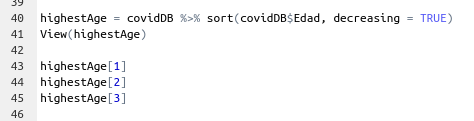 39
40 highestAge = covidDB %>% sort(covidDB$Edad, decreasing = TRUE)
41 View(highestAge)
42
43 highestAge[1]
44 highestAge[2]
45 highestAge[3]
46